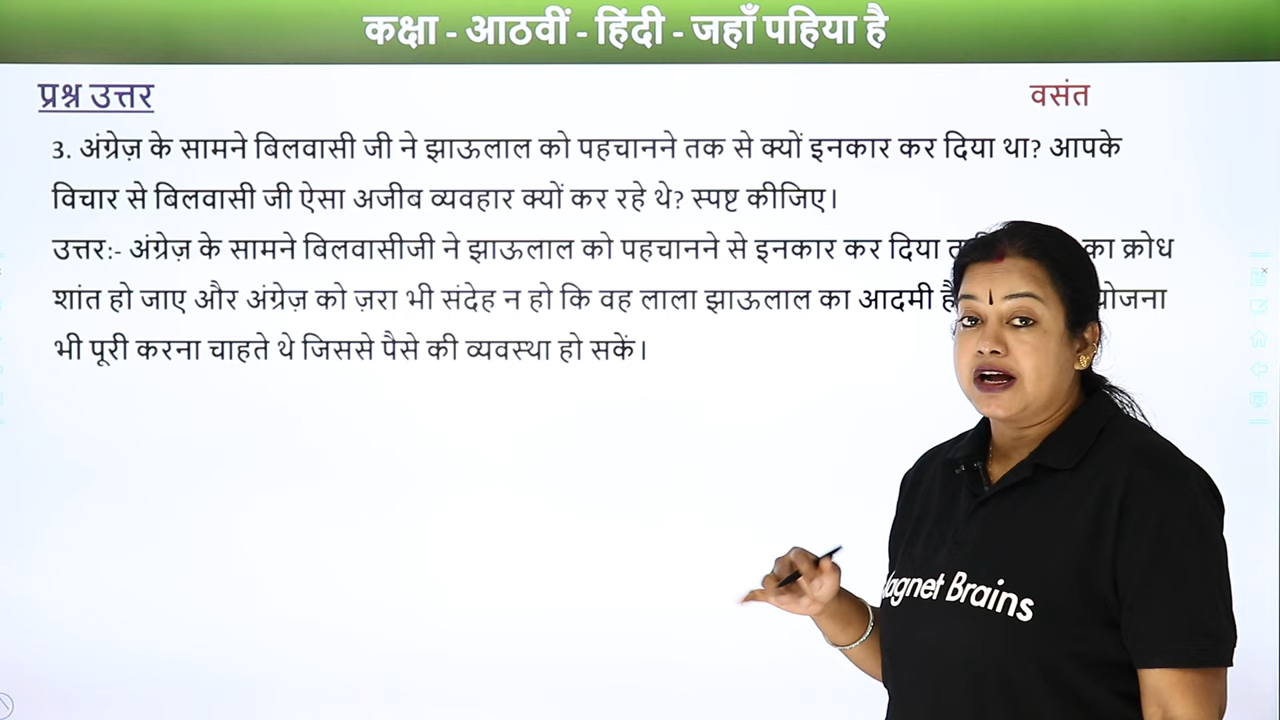 कक्षा - आठवीं - हिंदी - जहाँ पहिया है
प्रश्न उत्तर
वसंत
3. अंग्रेज़ के सामने बिलवासी जी ने झाऊलाल को पहचानने तक से क्यों इनकार कर दिया था? आपके
विचार से बिलवासी जी ऐसा अजीब व्यवहार क्यों कर रहे थे? स्पष्ट कीजिए।
उत्तर:- अंग्रेज़ के सामने बिलवासीजी ने झाऊलाल को पहचानने से इनकार कर दिया का क्रोध
शांत हो जाए और अंग्रेज़ को ज़रा भी संदेह न हो कि वह लाला झाऊलाल का आदमी योजना
भी पूरी करना चाहते थे जिससे पैसे की व्यवस्था हो सकें।
Brains